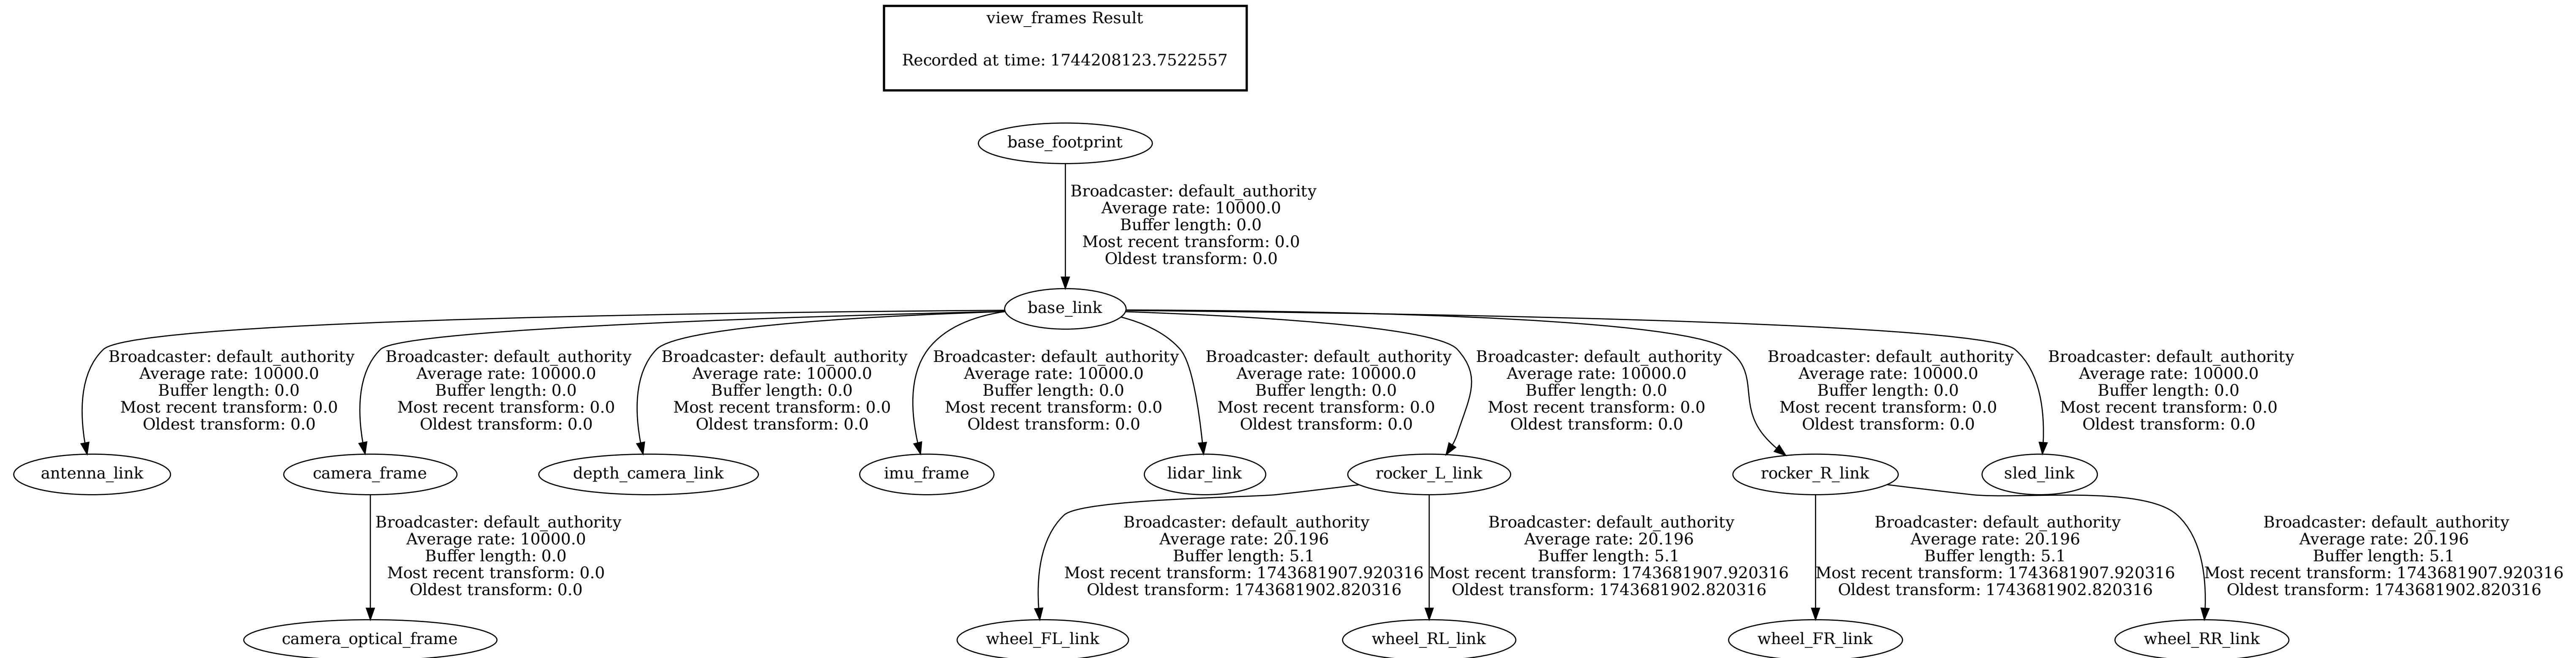 view_frames Result
Recorded at time: 1744208123.7522557
base_footprint
Broadcaster: default_authority
Average rate: 10000.0
Buffer length: 0.0
Most recent transform: 0.0
Oldest transform: 0.0
base_link
Broadcaster: default_authority
Average rate: 10000.0
Buffer length: 0.0
Most recent transform: 0.0
Oldest transform: 0.0
Broadcaster: default_authority
Average rate: 10000.0
Buffer length: 0.0
Most recent transform: 0.0
Oldest transform: 0.0
Broadcaster: default_authority
Average rate: 10000.0
Buffer length: 0.0
Most recent transform: 0.0
Oldest transform: 0.0
Broadcaster: default_authority
Average rate: 10000.0
Buffer length: 0.0
Most recent transform: 0.0
Oldest transform: 0.0
Broadcaster: default_authority
Average rate: 10000.0
Buffer length: 0.0
Most recent transform: 0.0
Oldest transform: 0.0
Broadcaster: default_authority
Average rate: 10000.0
Buffer length: 0.0
Most recent transform: 0.0
Oldest transform: 0.0
Broadcaster: default_authority
Average rate: 10000.0
Buffer length: 0.0
Most recent transform: 0.0
Oldest transform: 0.0
Broadcaster: default_authority
Average rate: 10000.0
Buffer length: 0.0
Most recent transform: 0.0
Oldest transform: 0.0
antenna_link
camera_frame
depth_camera_link
imu_frame
lidar_link
rocker_L_link
rocker_R_link
sled_link
Broadcaster: default_authority
Average rate: 10000.0
Buffer length: 0.0
Most recent transform: 0.0
Oldest transform: 0.0
Broadcaster: default_authority
Average rate: 20.196
Buffer length: 5.1
Most recent transform: 1743681907.920316
Oldest transform: 1743681902.820316
Broadcaster: default_authority
Average rate: 20.196
Buffer length: 5.1
Most recent transform: 1743681907.920316
Oldest transform: 1743681902.820316
Broadcaster: default_authority
Average rate: 20.196
Buffer length: 5.1
Most recent transform: 1743681907.920316
Oldest transform: 1743681902.820316
Broadcaster: default_authority
Average rate: 20.196
Buffer length: 5.1
Most recent transform: 1743681907.920316
Oldest transform: 1743681902.820316
camera_optical_frame
wheel_FL_link
wheel_RL_link
wheel_FR_link
wheel_RR_link